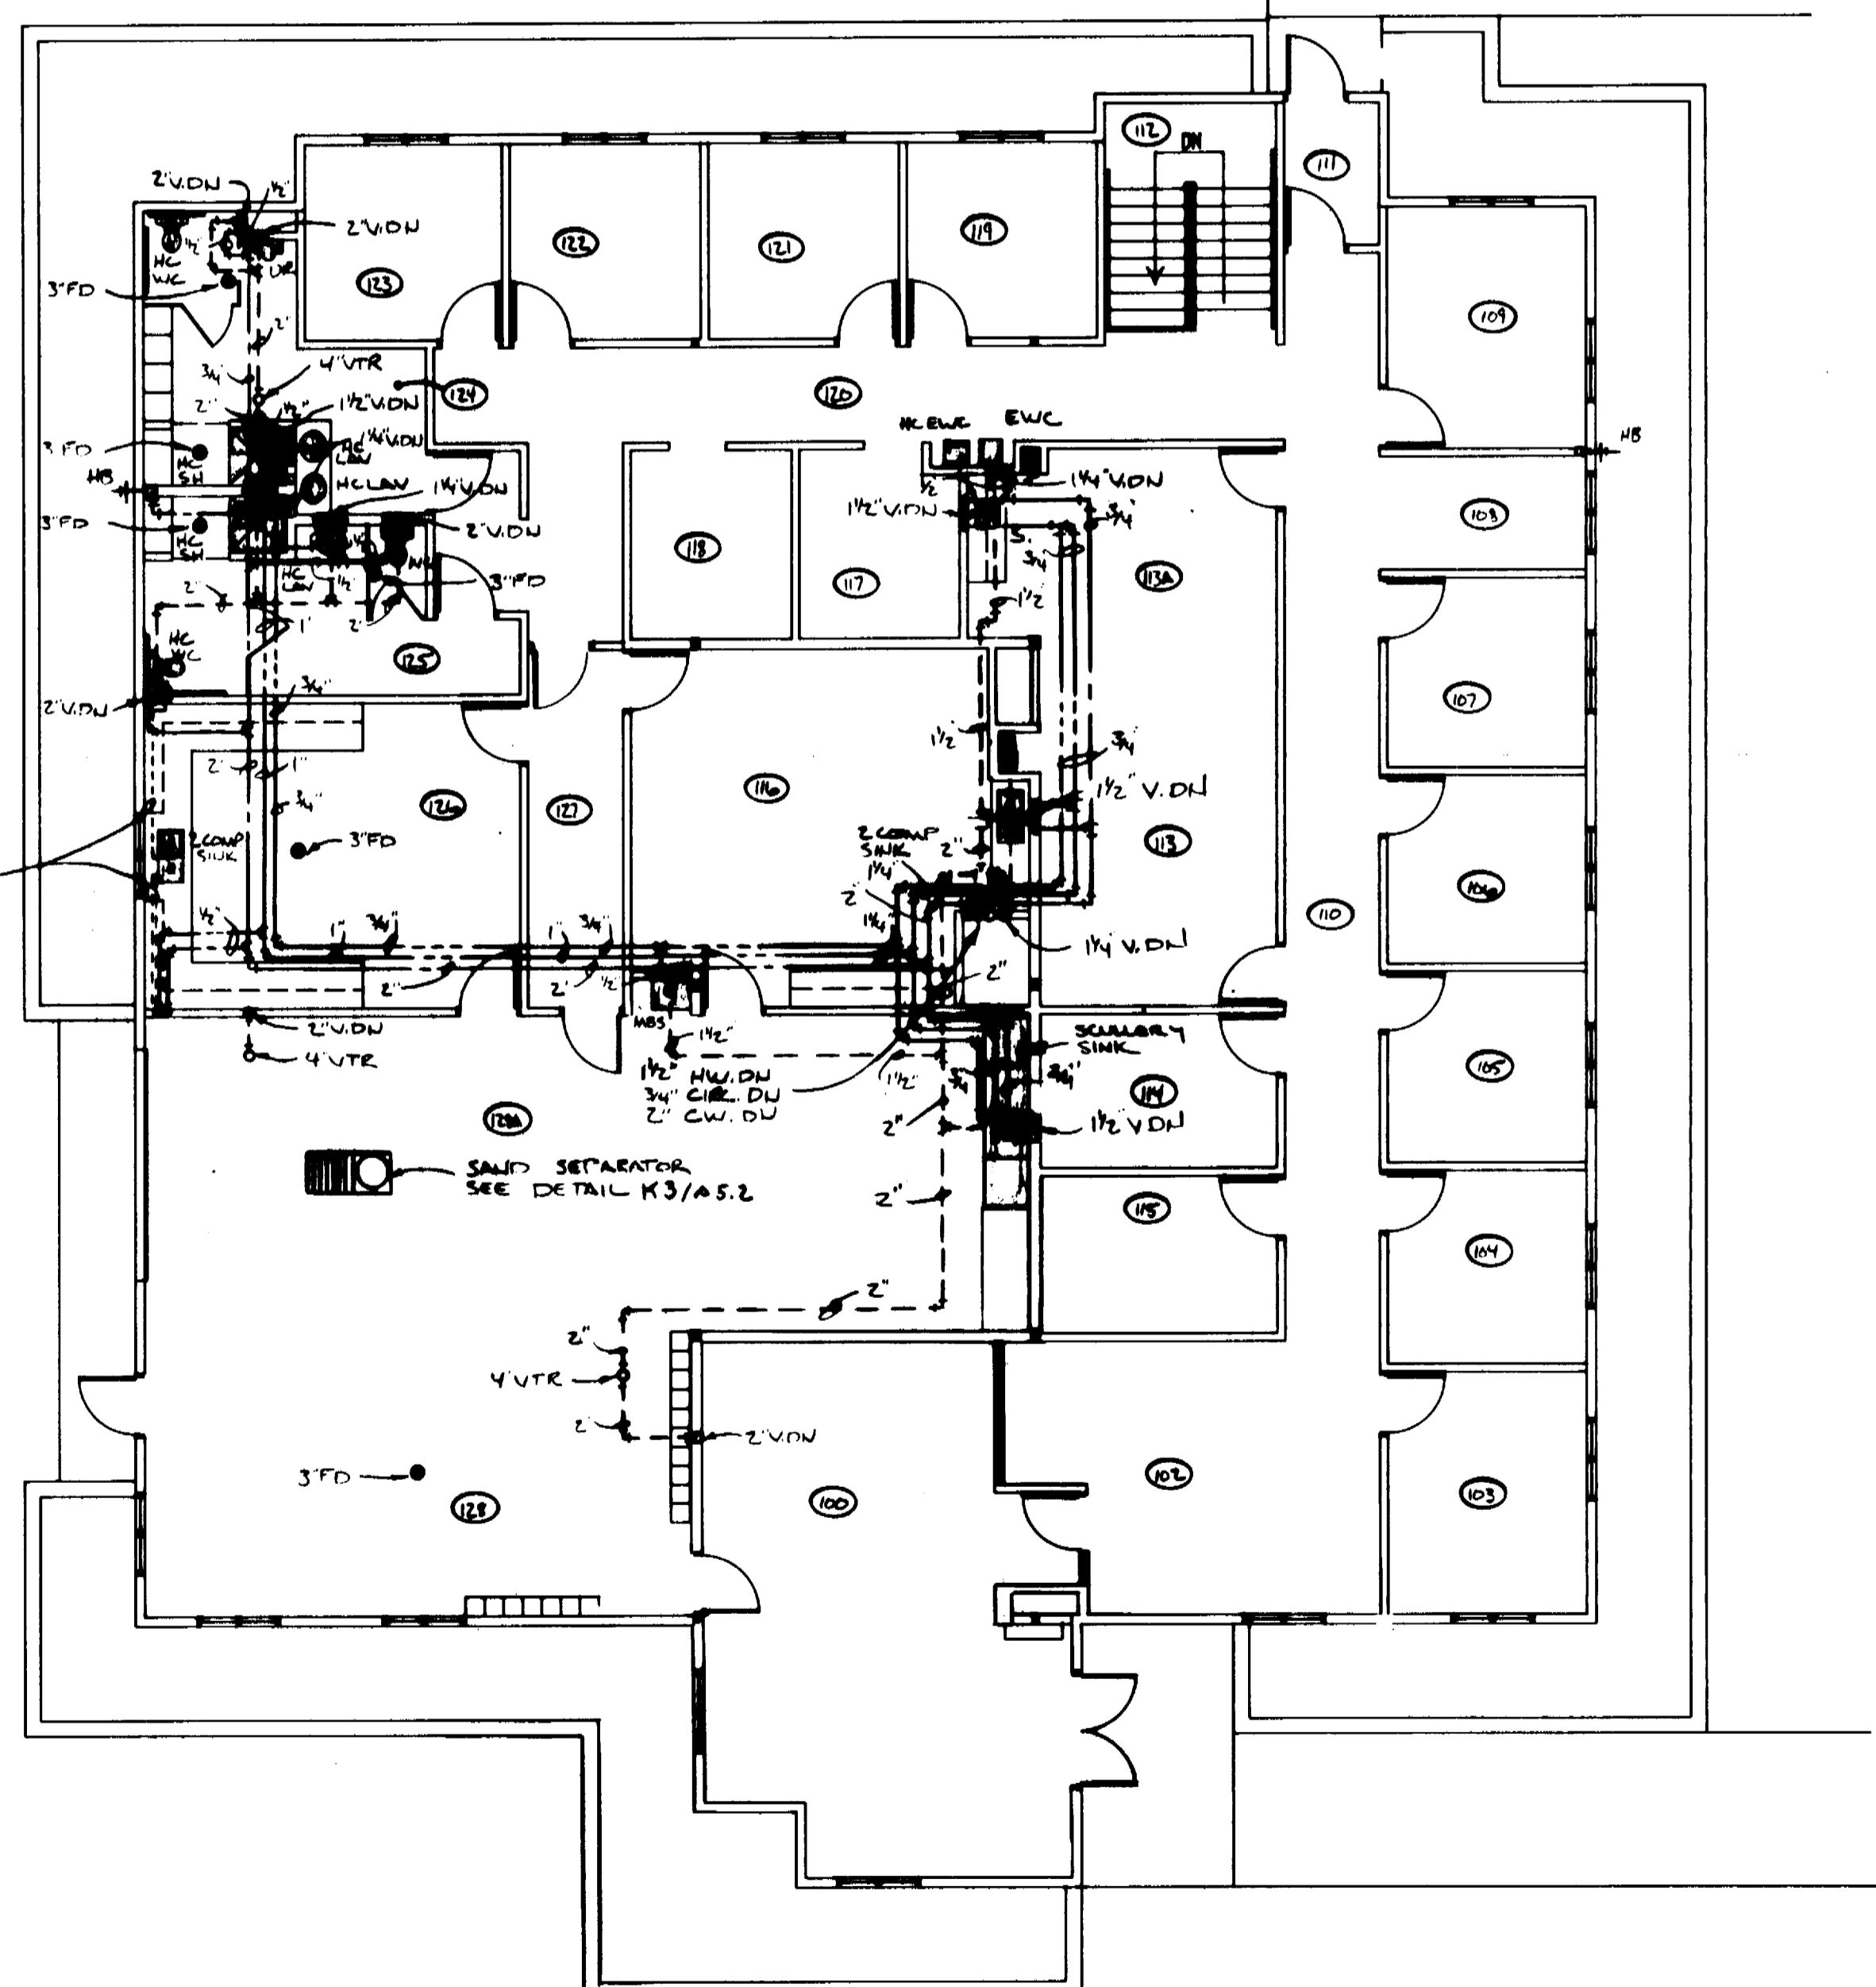 112
DN
111
2" V.DN
1/2"
2" V.DN
1/2"
HC
WC
UR
3" FD
123
122
121
119
109
2"
3/4"
4" VTR
124
120
2"
1/2"
1 1/2" V.DN
1 1/4" V.DN
HC
LAV
3" FD
HC
SH
HC EWC
EWC
HB
HB
HC LAV
1 1/4" V.DN
1/2
1 1/4" V.DN
1 1/2" V.DN
3/4"
3" FD
HC
SH
2" V.DN
108
118
117
113A
3/4
HC
LAV
1/2"
3" FD
2"
2"
1"
1 1/2
HC
WC
125
107
3/4"
2" V.DN
1 1/2
3/4
2"
1"
3/4"
126
127
116
1 1/2" V.DN
2 COMP
SINK
3" FD
2 COMP
SINK
2"
113
1 1/4"
106
2"
1 1/4"
1/2"
1"
3/4"
1"
3/4"
110
1 1/4" V.DN
2"
2"
1/2"
2"
MBS
2" V.DN
4" VTR
1 1/2"
SCULLERY
SINK
1 1/2" HW. DN
3/4" CIRC. DN
2" CW. DN
1 1/2"
3/4
3/4"
105
114
128A
2"
1 1/2 V.DN
SAND SEPARATOR
SEE DETAIL K3/A5.2
2"
115
104
2"
2"
4" VTR
2"
2" V.DN
3" FD
128
100
102
103